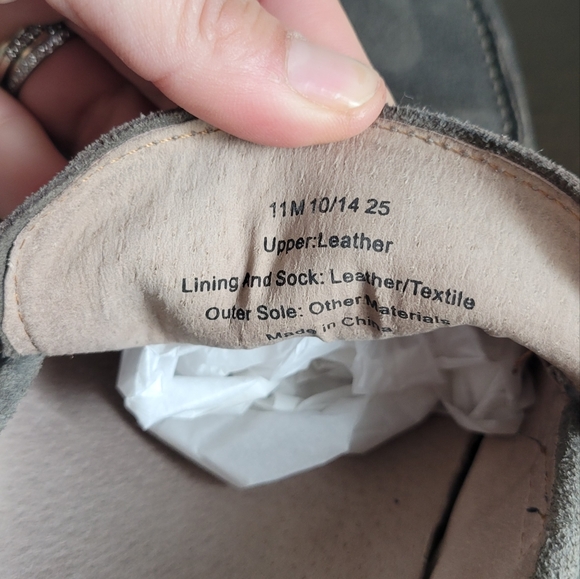 11M 10/14 25
Upper:Leather
Lining And Sock: Leather/Textile
Outer Sole: Other Materials
Made in China